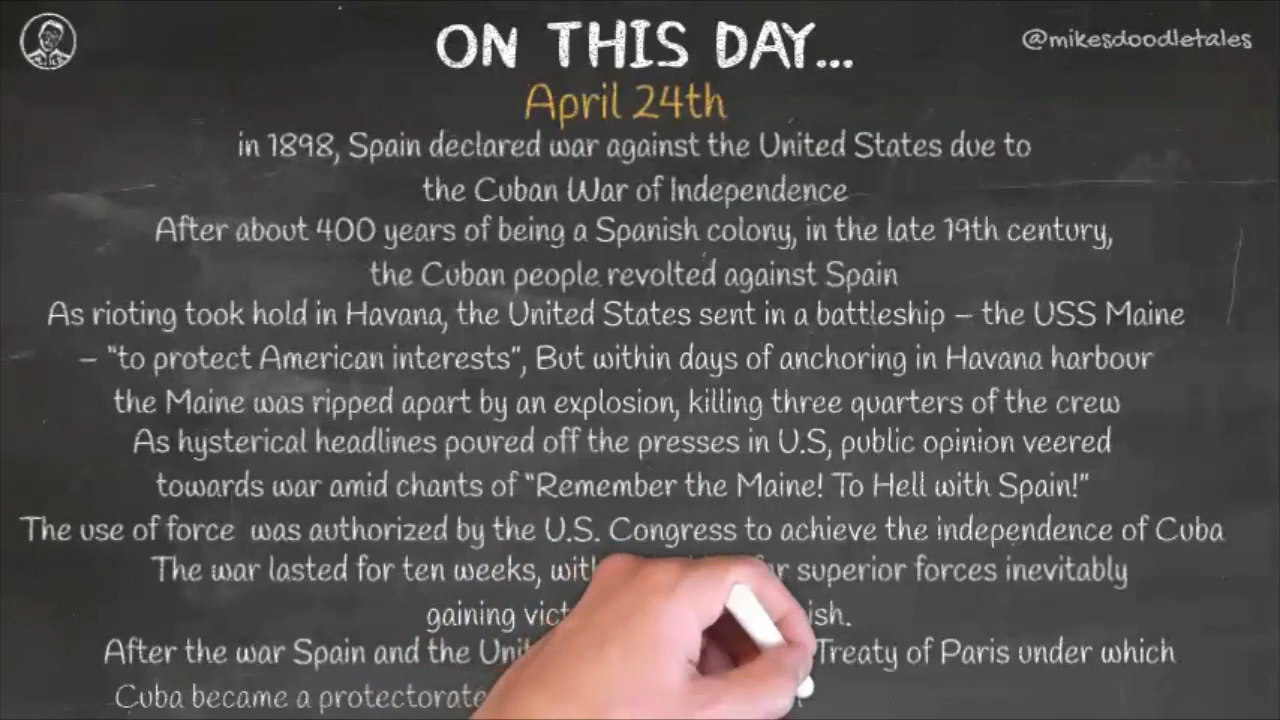 ON THIS DAY...
@mikesdoodletales
April 24th
in 1898, Spain declared war against the United States due to
the Cuban War of Independence
After about 400 years of being a Spanish colony, in the late 19th century,
the Cuban people revolted against Spain
As rioting took hold in Havana, the United States sent in a battleship – the USS Maine
– "to protect American interests", But within days of anchoring in Havana harbour
the Maine was ripped apart by an explosion, killing three quarters of the crew
As hysterical headlines poured off the presses in U.S, public opinion veered
towards war amid chants of "Remember the Maine! To Hell with Spain!"
The use of force was authorized by the U.S. Congress to achieve the independence of Cuba
The war lasted for ten weeks, superior forces inevitably
gaining
After the war Spain and the Treaty of Paris under which
Cuba became a protectorate